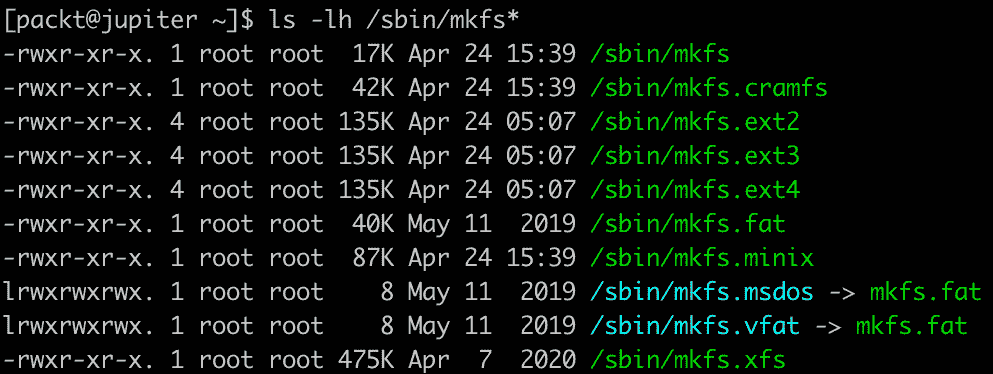 [packt@jupiter ~]$ ls -lh /sbin/mkfs*
-rwxr-xr-x. 1 root root  17K Apr 24 15:39 /sbin/mkfs
-rwxr-xr-x. 1 root root  42K Apr 24 15:39 /sbin/mkfs.cramfs
-rwxr-xr-x. 4 root root 135K Apr 24 05:07 /sbin/mkfs.ext2
-rwxr-xr-x. 4 root root 135K Apr 24 05:07 /sbin/mkfs.ext3
-rwxr-xr-x. 4 root root 135K Apr 24 05:07 /sbin/mkfs.ext4
-rwxr-xr-x. 1 root root  40K May 11  2019 /sbin/mkfs.fat
-rwxr-xr-x. 1 root root  87K Apr 24 15:39 /sbin/mkfs.minix
lrwxrwxrwx. 1 root root    8 May 11  2019 /sbin/mkfs.msdos -> mkfs.fat
lrwxrwxrwx. 1 root root    8 May 11  2019 /sbin/mkfs.vfat -> mkfs.fat
-rwxr-xr-x. 1 root root 475K Apr  7  2020 /sbin/mkfs.xfs